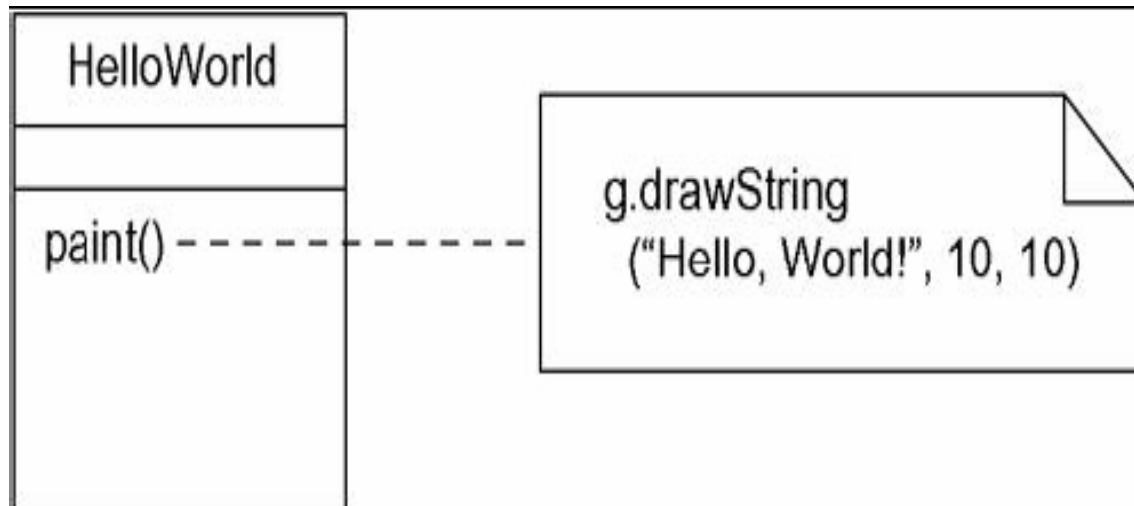 HelloWorld
paint()
g.drawString
(“Hello, World!”, 10, 10)